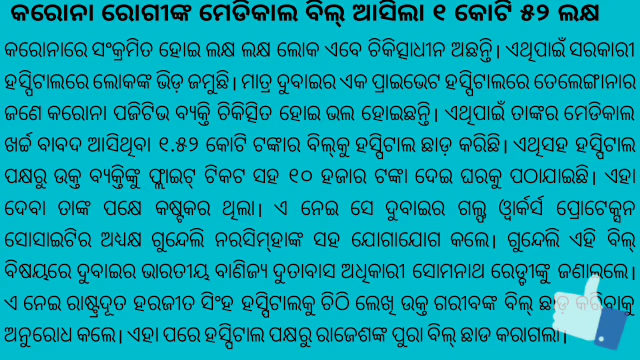 କରୋନା ରୋଗୀଙ୍କ ମେଡିକାଲ ବିଲ୍ ଆସିଲା ୧ କୋଟି ୫୨ ଲକ୍ଷ
କରୋନାରେ ସଂକ୍ରମିତ ହୋଇ ଲକ୍ଷ ଲକ୍ଷ ଲୋକ ଏବେ ଚିକିତ୍ସାଧୀନ ଅଛନ୍ତି। ଏଥିପାଇଁ ସରକାରୀ
ହସ୍ପିଟାଲରେ ଲୋକଙ୍କ ଭିଡ଼ ଜମୁଛି। ମାତ୍ର ଦୁବାଇର ଏକ ପ୍ରାଇଭେଟ ହସ୍ପିଟାଲରେ ତେଲେଙ୍ଗାନାର
ଜଣେ କରୋନା ପଜିଟିଭ ବ୍ୟକ୍ତି ଚିକିତ୍ସିତ ହୋଇ ଭଲ ହୋଇଛନ୍ତି। ଏଥିପାଇଁ ତାଙ୍କର ମେଡିକାଲ
ଖର୍ଚ୍ଚ ବାବଦ ଆସିଥିବା ୧.୫୨ କୋଟି ଟଙ୍କାର ବିଲ୍‌କୁ ହସ୍ପିଟାଲ ଛାଡ଼ କରିଛି। ଏଥିସହ ହସ୍ପିଟାଲ
ପକ୍ଷରୁ ଉକ୍ତ ବ୍ୟକ୍ତିଙ୍କୁ ଫ୍ଲାଇଟ୍ ଟିକଟ ସହ ୧୦ ହଜାର ଟଙ୍କା ଦେଇ ଘରକୁ ପଠାଯାଇଛି। ଏହା
ଦେବା ତାଙ୍କ ପକ୍ଷେ କଷ୍ଟକର ଥିଲା। ଏ ନେଇ ସେ ଦୁବାଇର ଗଲ୍ଫ ୱାର୍କର୍ସ ପ୍ରୋଟେକ୍ସନ
ସୋସାଇଟିର ଅଧ୍ୟକ୍ଷ ଗୁନ୍ଦେଲି ନରସିମ୍ହାଙ୍କ ସହ ଯୋଗାଯୋଗ କଲେ। ଗୁନ୍ଦେଲି ଏହି ବିଲ୍
ବିଷୟରେ ଦୁବାଇର ଭାରତୀୟ ବାଣିଜ୍ୟ ଦୁତାବାସ ଅଧିକାରୀ ସୋମନାଥ ରେଡ୍ଡୀଙ୍କୁ ଜଣାଇଲେ।
ଏ ନେଇ ରାଷ୍ଟ୍ରଦୂତ ହରଜୀତ ସିଂହ ହସ୍ପିଟାଲକୁ ଚିଠି ଲେଖି ଉକ୍ତ ଗରୀବଙ୍କ ବିଲ୍ ଛାଡ଼ କରିବାକୁ
ଅନୁରୋଧ କଲେ। ଏହା ପରେ ହସ୍ପିଟାଲ ପକ୍ଷରୁ ରାଜେଶଙ୍କ ପୁରା ବିଲ୍ ଛାଡ କରାଗଲା।